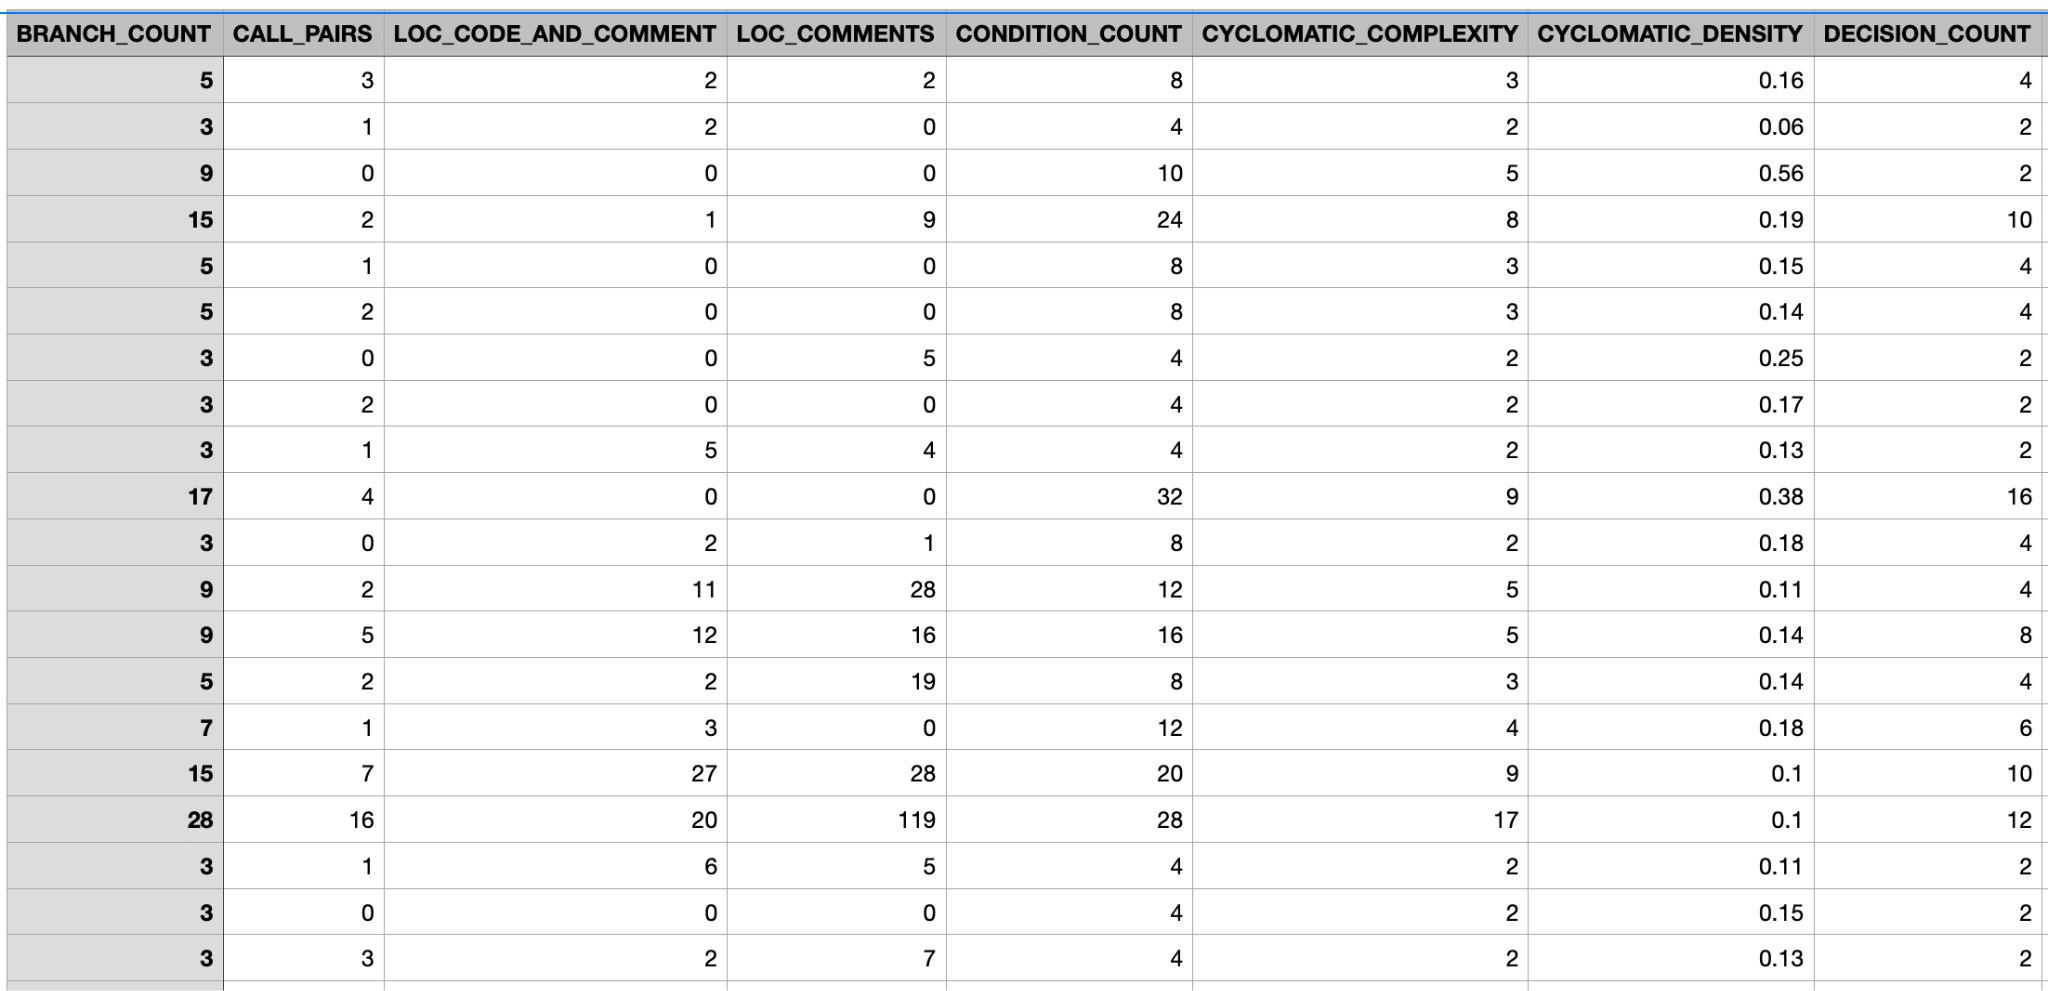 BRANCH_COUNT CALL_PAIRS LOC_CODE_AND_COMMENT LOC_COMMENTS CONDITION_COUNT CYCLOMATIC_COMPLEXITY CYCLOMATIC_DENSITY DECISION_COUNT
5 3 2 2 8 3 0.16 4
3 1 2 0 4 2 0.06 2
9 0 0 0 10 5 0.56 2
15 2 1 9 24 8 0.19 10
5 1 0 0 8 3 0.15 4
5 2 0 0 8 3 0.14 4
3 0 0 5 4 2 0.25 2
3 2 0 0 4 2 0.17 2
3 1 5 4 4 2 0.13 2
17 4 0 0 32 9 0.38 16
3 0 2 1 8 2 0.18 4
9 2 11 28 12 5 0.11 4
9 5 12 16 16 5 0.14 8
5 2 2 19 8 3 0.14 4
7 1 3 0 12 4 0.18 6
15 7 27 28 20 9 0.1 10
28 16 20 119 28 17 0.1 12
3 1 6 5 4 2 0.11 2
3 0 0 0 4 2 0.15 2
3 3 2 7 4 2 0.13 2